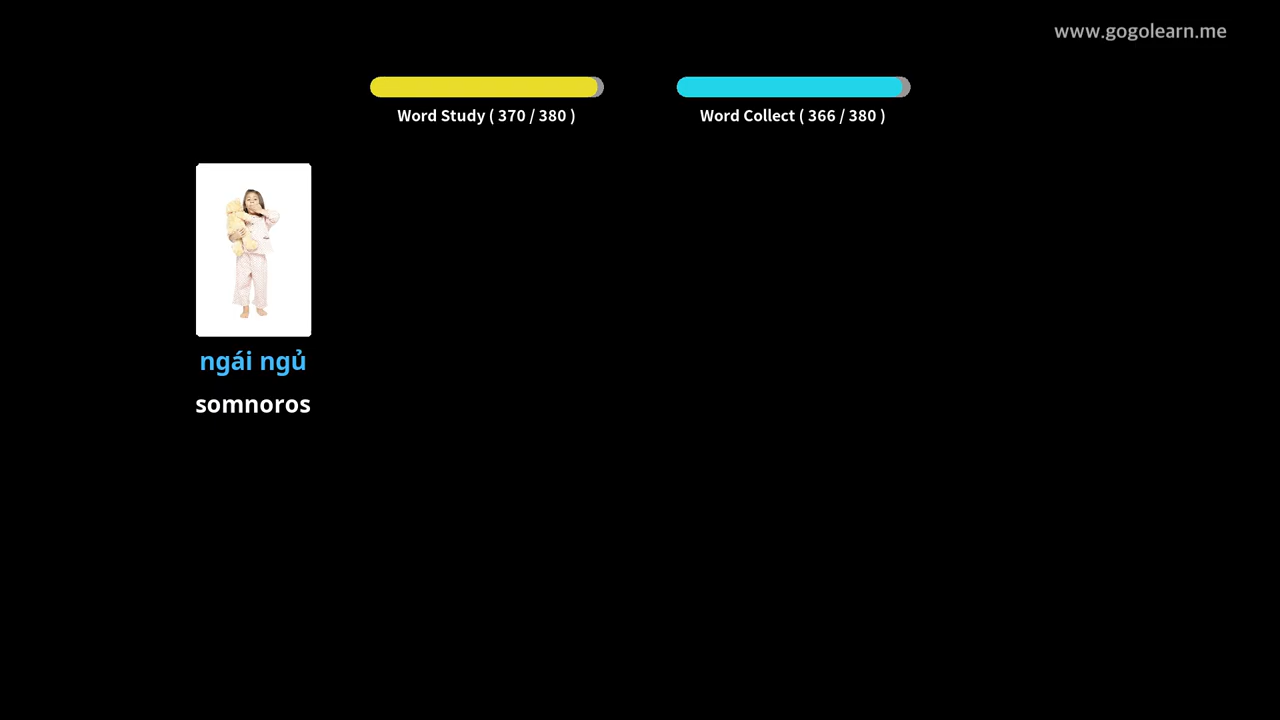 www.gogolearn.me
Word Study ( 370 / 380 )
Word Collect ( 366 / 380 )
ngái ngủ
somnoros